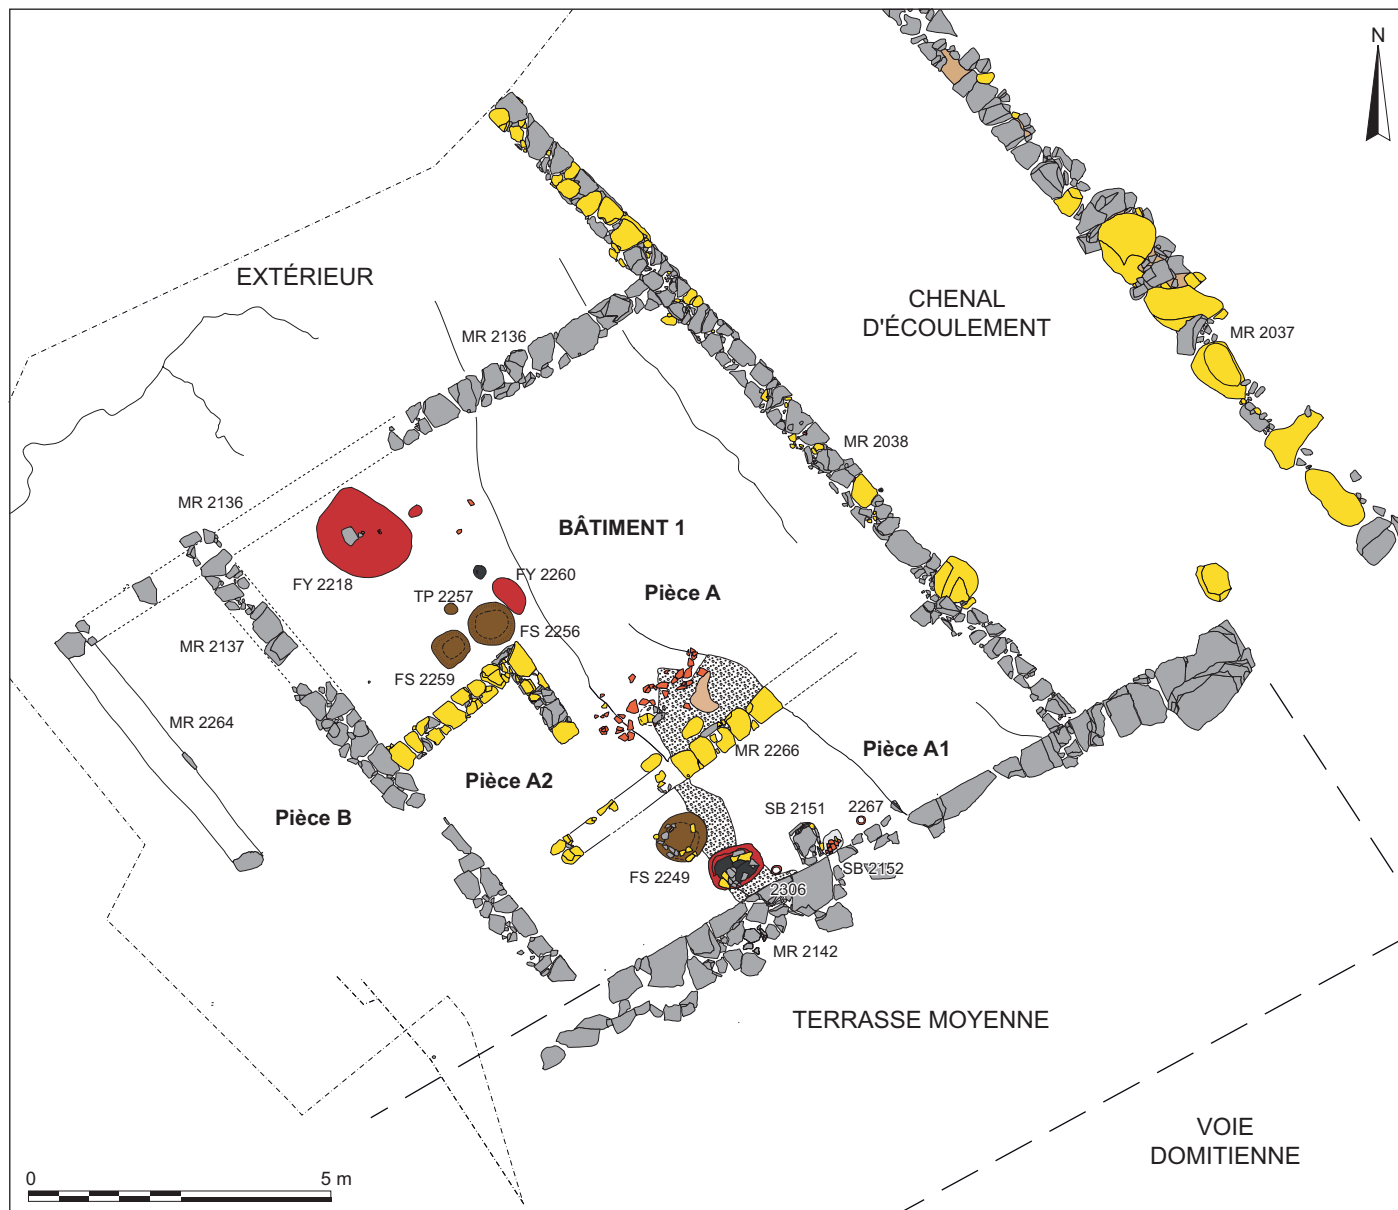 N
EXTÉRIEUR
CHENAL
D'ÉCOULEMENT
MR 2136
MR 2037
MR 2038
MR 2136
BÂTIMENT 1
FY 2218
FY 2260
TP 2257
Pièce A
FS 2256
MR 2137
FS 2259
MR 2264
MR 2266
Pièce A1
Pièce A2
SB 2151
2267
Pièce B
FS 2249
SB 2152
2306
MR 2142
TERRASSE MOYENNE
VOIE
DOMITIENNE
0
5 m